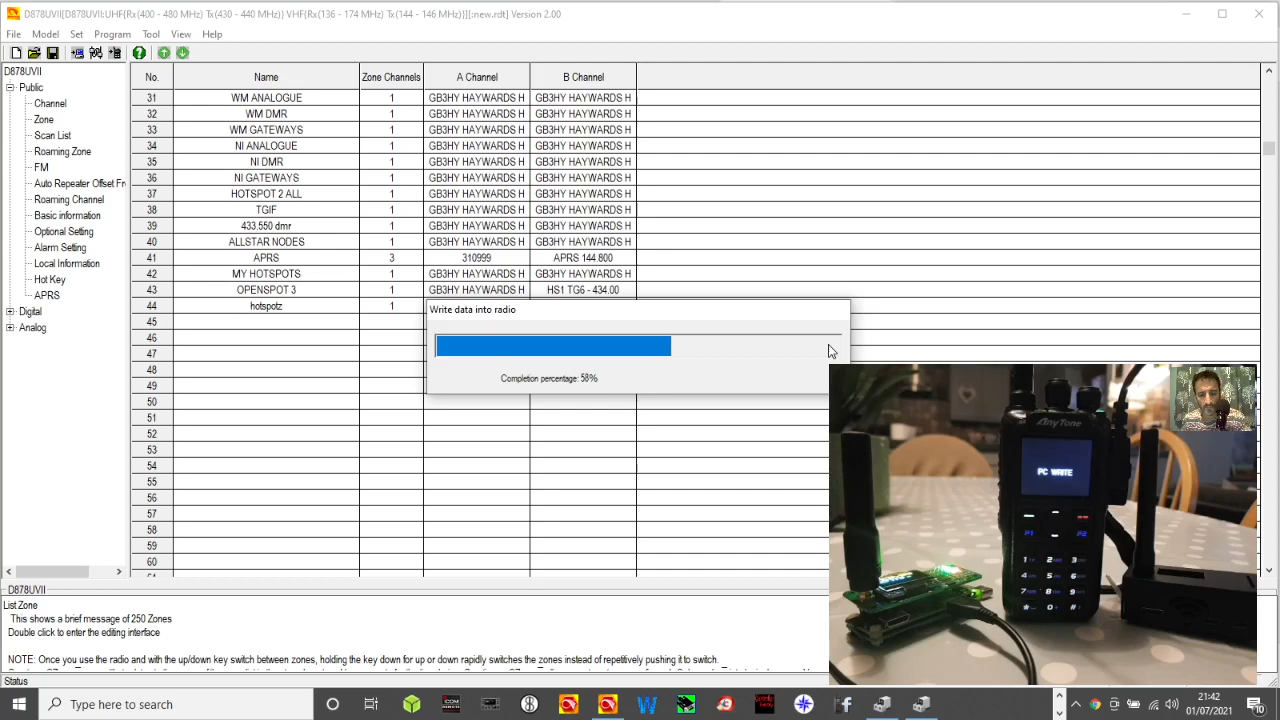 D878UVII[D878UVII:UHF{Rx(400 - 480 MHz) Tx(430 - 440 MHz)} VHF{Rx(136 - 174 MHz) Tx(144 - 146 MHz)}][:new.rdt] Version 2.00
File Model Set Program Tool View Help
D878UVII
Public
Channel
Zone
Scan List
Roaming Zone
FM
Auto Repeater Offset Fr
Roaming Channel
Basic information
Optional Setting
Alarm Setting
Local Information
Hot Key
APRS
Digital
Analog
No. Name Zone Channels A Channel B Channel
31 WM ANALOGUE 1 GB3HY HAYWARDS H GB3HY HAYWARDS H
32 WM DMR 1 GB3HY HAYWARDS H GB3HY HAYWARDS H
33 WM GATEWAYS 1 GB3HY HAYWARDS H GB3HY HAYWARDS H
34 NI ANALOGUE 1 GB3HY HAYWARDS H GB3HY HAYWARDS H
35 NI DMR 1 GB3HY HAYWARDS H GB3HY HAYWARDS H
36 NI GATEWAYS 1 GB3HY HAYWARDS H GB3HY HAYWARDS H
37 HOTSPOT 2 ALL 1 GB3HY HAYWARDS H GB3HY HAYWARDS H
38 TGIF 1 GB3HY HAYWARDS H GB3HY HAYWARDS H
39 433.550 dmr 1 GB3HY HAYWARDS H GB3HY HAYWARDS H
40 ALLSTAR NODES 1 GB3HY HAYWARDS H GB3HY HAYWARDS H
41 APRS 3 310999 APRS 144.800
42 MY HOTSPOTS 1 GB3HY HAYWARDS H GB3HY HAYWARDS H
43 OPENSPOT 3 1 GB3HY HAYWARDS H HS1 TG6 - 434.00
44 hotspotz 1
45
46
47
48
49
50
51
52
53
54
55
56
57
58
59
60
Write data into radio
Completion percentage: 58%
AnyTone
PC WRITE
P1 P2
D878UVII
List Zone
This shows a brief message of 250 Zones
Double click to enter the editing interface
NOTE: Once you use the radio and with the up/down key switch between zones, holding the key down for up or down rapidly switches the zones instead of repetitively pushing it to switch.
Status
Type here to search
21:42
01/07/2021